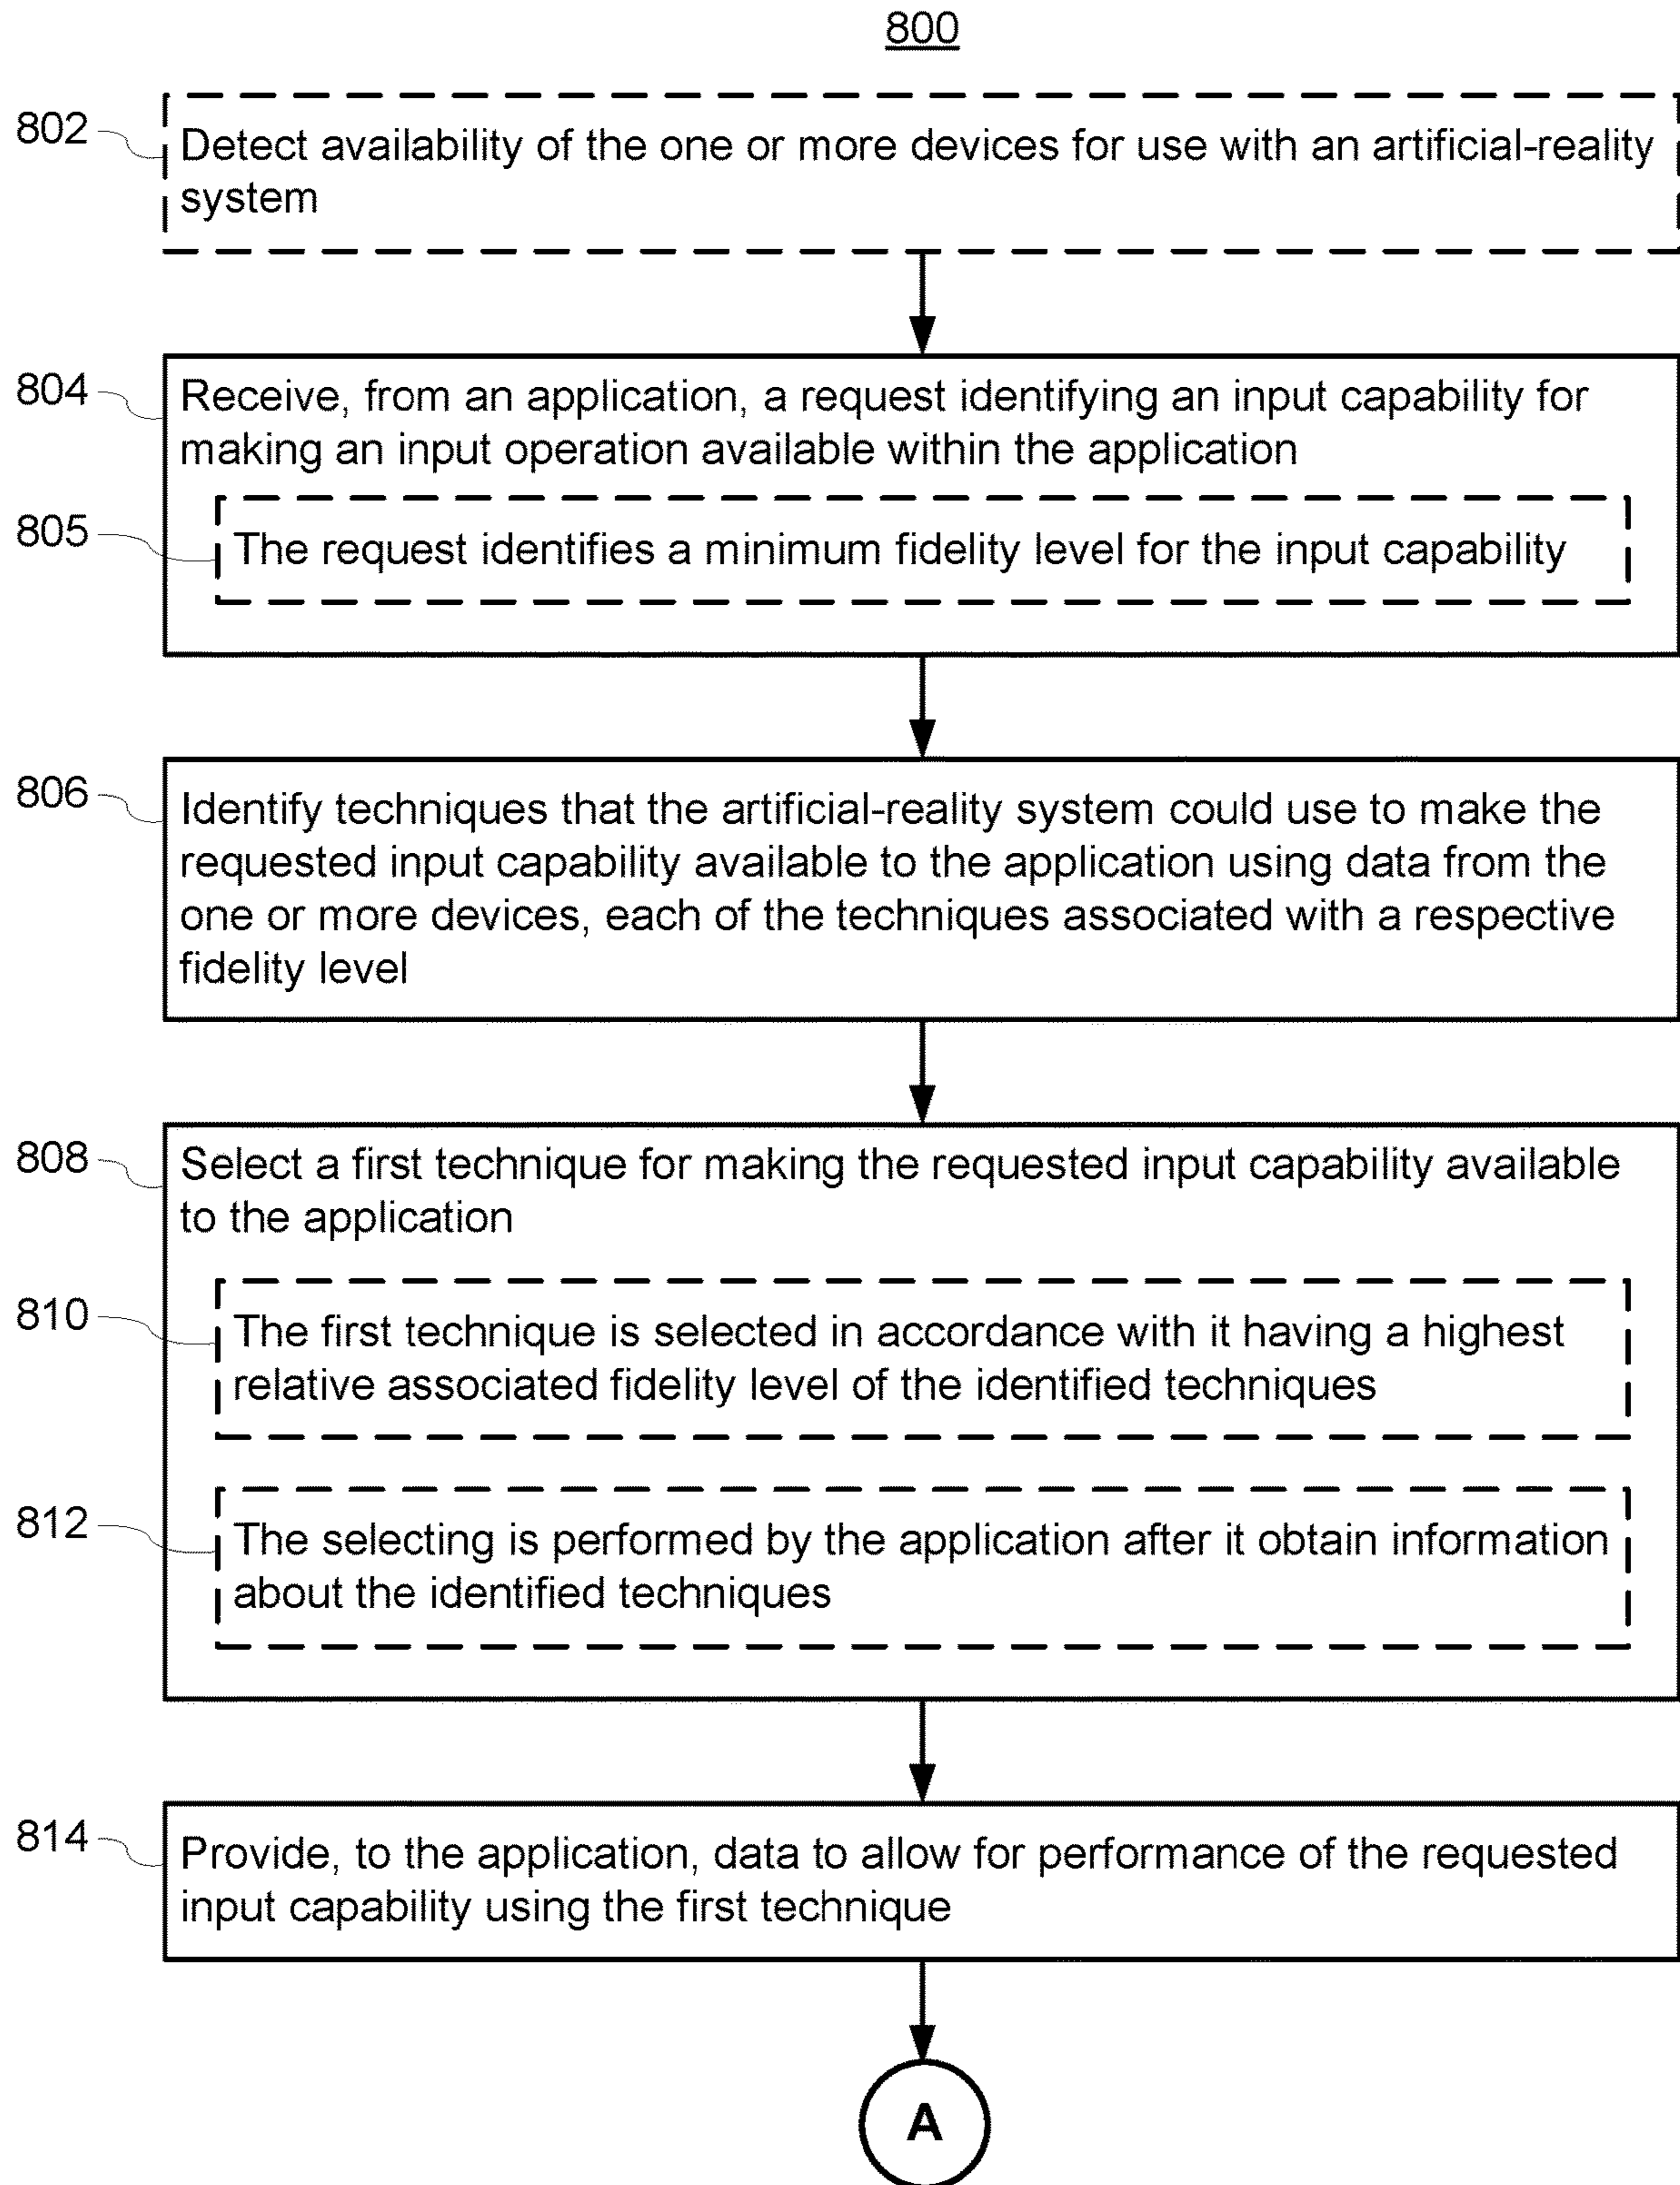 800
802
Detect availability of the one or more devices for use with an artificial-reality
system
804
Receive, from an application, a request identifying an input capability for
making an input operation available within the application
805
The request identifies a minimum fidelity level for the input capability
806
Identify techniques that the artificial-reality system could use to make the
requested input capability available to the application using data from the
one or more devices, each of the techniques associated with a respective
fidelity level
808
Select a first technique for making the requested input capability available
to the application
810
The first technique is selected in accordance with it having a highest
relative associated fidelity level of the identified techniques
812
The selecting is performed by the application after it obtain information
about the identified techniques
814
Provide, to the application, data to allow for performance of the requested
input capability using the first technique
A